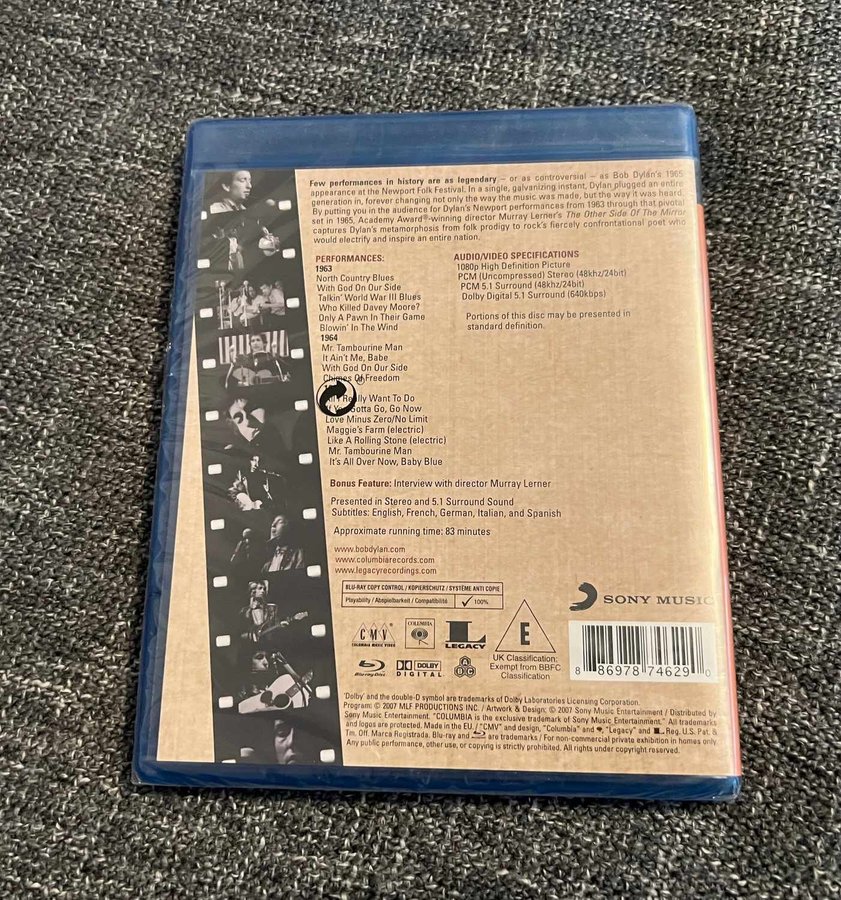 Few performances in history are as legendary – or as controversial – as Bob Dylan's 1965
appearance at the Newport Folk Festival. In a single, galvanizing instant, Dylan plugged an entire
generation in, forever changing not only the way the music was made, but the way it was heard.
By putting you in the audience for Dylan's Newport performances from 1963 through that pivotal
set in 1965, Academy Award®-winning director Murray Lerner's The Other Side Of The Mirror
captures Dylan's metamorphosis from folk prodigy to rock's fiercely confrontational poet who
would electrify and inspire an entire nation.
PERFORMANCES:
1963
North Country Blues
With God On Our Side
Talkin' World War III Blues
Who Killed Davey Moore?
Only A Pawn In Their Game
Blowin' In The Wind
1964
Mr. Tambourine Man
It Ain't Me, Babe
With God On Our Side
Chimes Of Freedom
All I Really Want To Do
If You Gotta Go, Go Now
Love Minus Zero/No Limit
Maggie's Farm (electric)
Like A Rolling Stone (electric)
Mr. Tambourine Man
It's All Over Now, Baby Blue
AUDIO/VIDEO SPECIFICATIONS
1080p High Definition Picture
PCM (Uncompressed) Stereo (48khz/24bit)
PCM 5.1 Surround (48khz/24bit)
Dolby Digital 5.1 Surround (640kbps)
Portions of this disc may be presented in
standard definition.
Bonus Feature: Interview with director Murray Lerner
Presented in Stereo and 5.1 Surround Sound
Subtitles: English, French, German, Italian, and Spanish
Approximate running time: 83 minutes
www.bobdylan.com
www.columbiarecords.com
www.legacyrecordings.com
BLU-RAY COPY CONTROL / KOPIERSCHUTZ / SYSTÈME ANTI COPIE
Playability / Abspielbarkeit / Compatibilité ✓ 100%
SONY MUSIC
CMV
COLUMBIA MUSIC VIDEO
COLUMBIA
LEGACY
E
UK Classification:
Exempt from BBFC
Classification
Blu-ray Disc
DOLBY
DIGITAL
A B C
8 86978 74629 0
'Dolby' and the double-D symbol are trademarks of Dolby Laboratories Licensing Corporation.
Program: © 2007 MLF PRODUCTIONS INC. / Artwork & Design: © 2007 Sony Music Entertainment / Distributed by
Sony Music Entertainment. "COLUMBIA" is the exclusive trademark of Sony Music Entertainment." All trademarks
and logos are protected. Made in the EU. / "CMV" and design, "Columbia" and , "Legacy" and L Reg. U.S. Pat. &
Tm. Off. Marca Registrada. Blu-ray and are trademarks / For non-commercial private exhibition in homes only.
Any public performance, other use, or copying is strictly prohibited. All rights under copyright reserved.